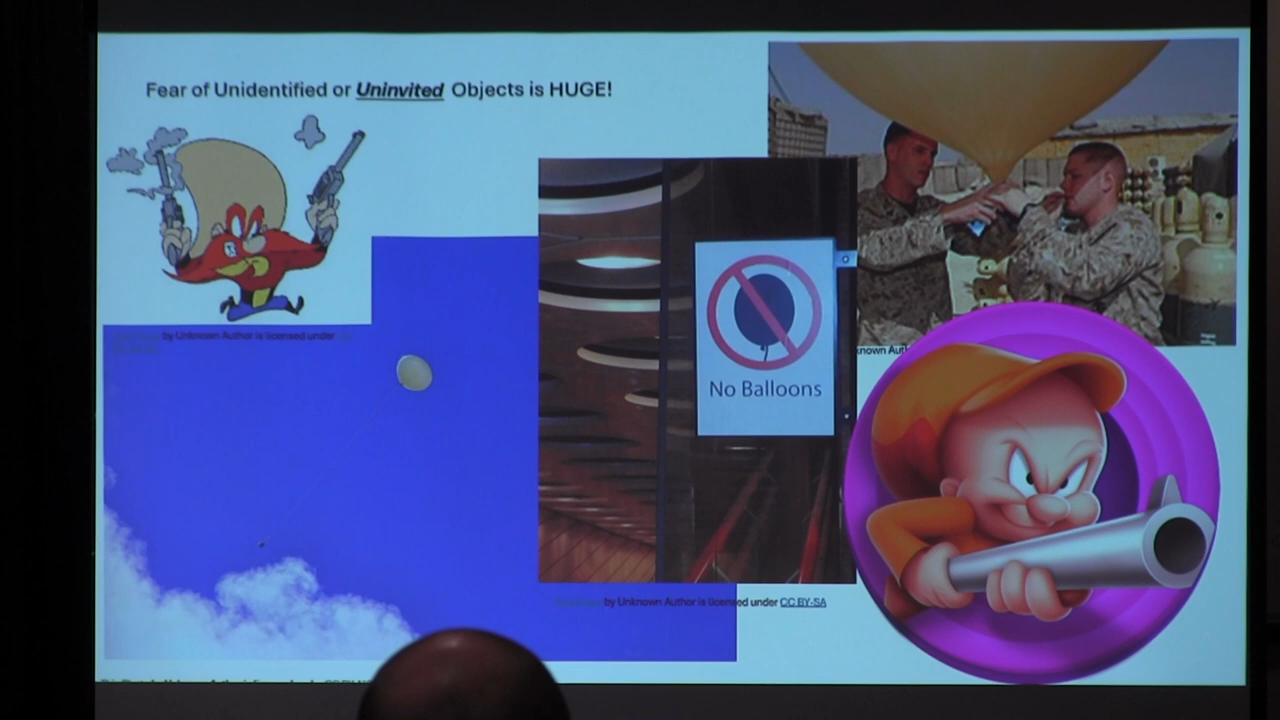 Fear of Unidentified or Uninvited Objects is HUGE!
by Unknown Author is licensed under
No Balloons
by Unknown Author is licensed under CC BY-SA